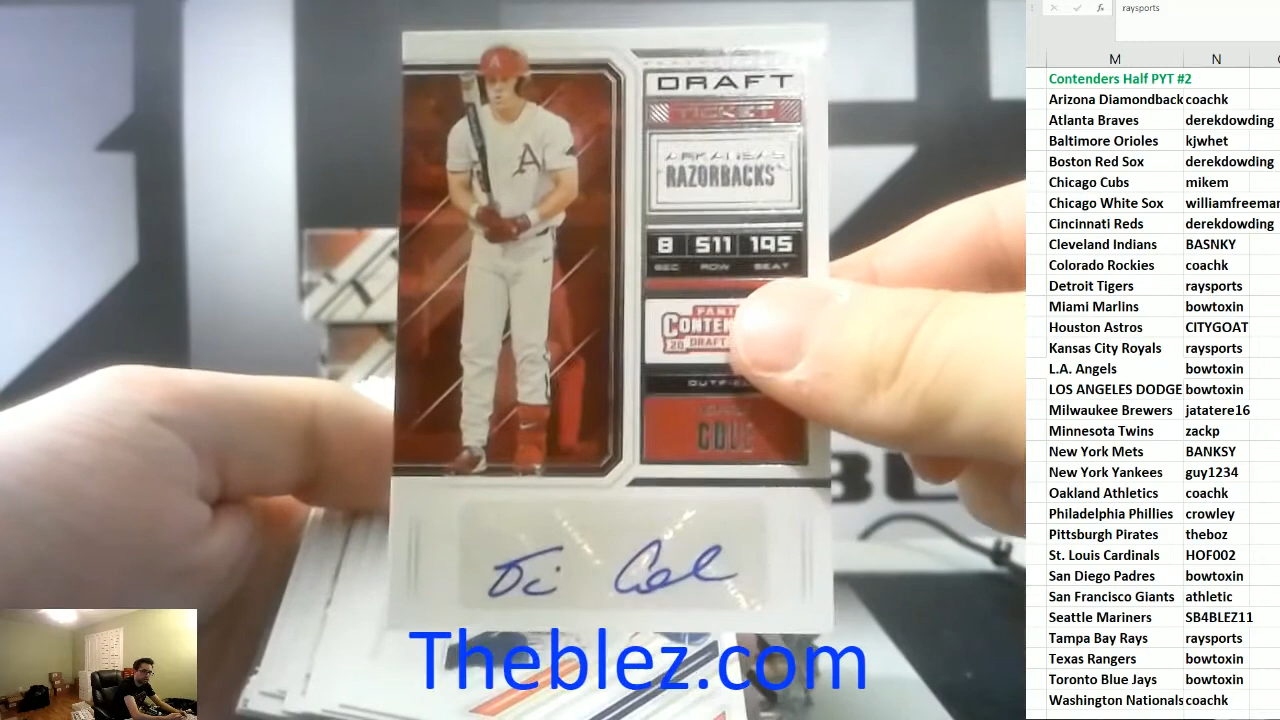 A
A
DRAFT
TICKET
ARKANSAS
RAZORBACKS
8 511 195
SEC ROW SEAT
CONTEN
20 DRAFT
Theblez.com
raysports
M N
Contenders Half PYT #2
Arizona Diamondback coachk
Atlanta Braves derekdowding
Baltimore Orioles kjwhet
Boston Red Sox derekdowding
Chicago Cubs mikem
Chicago White Sox williamfreeman
Cincinnati Reds derekdowding
Cleveland Indians BASNKY
Colorado Rockies coachk
Detroit Tigers raysports
Miami Marlins bowtoxin
Houston Astros CITYGOAT
Kansas City Royals raysports
L.A. Angels bowtoxin
LOS ANGELES DODGE bowtoxin
Milwaukee Brewers jatatere16
Minnesota Twins zackp
New York Mets BANKSY
New York Yankees guy1234
Oakland Athletics coachk
Philadelphia Phillies crowley
Pittsburgh Pirates theboz
St. Louis Cardinals HOF002
San Diego Padres bowtoxin
San Francisco Giants athletic
Seattle Mariners SB4BLEZ11
Tampa Bay Rays raysports
Texas Rangers bowtoxin
Toronto Blue Jays bowtoxin
Washington Nationals coachk